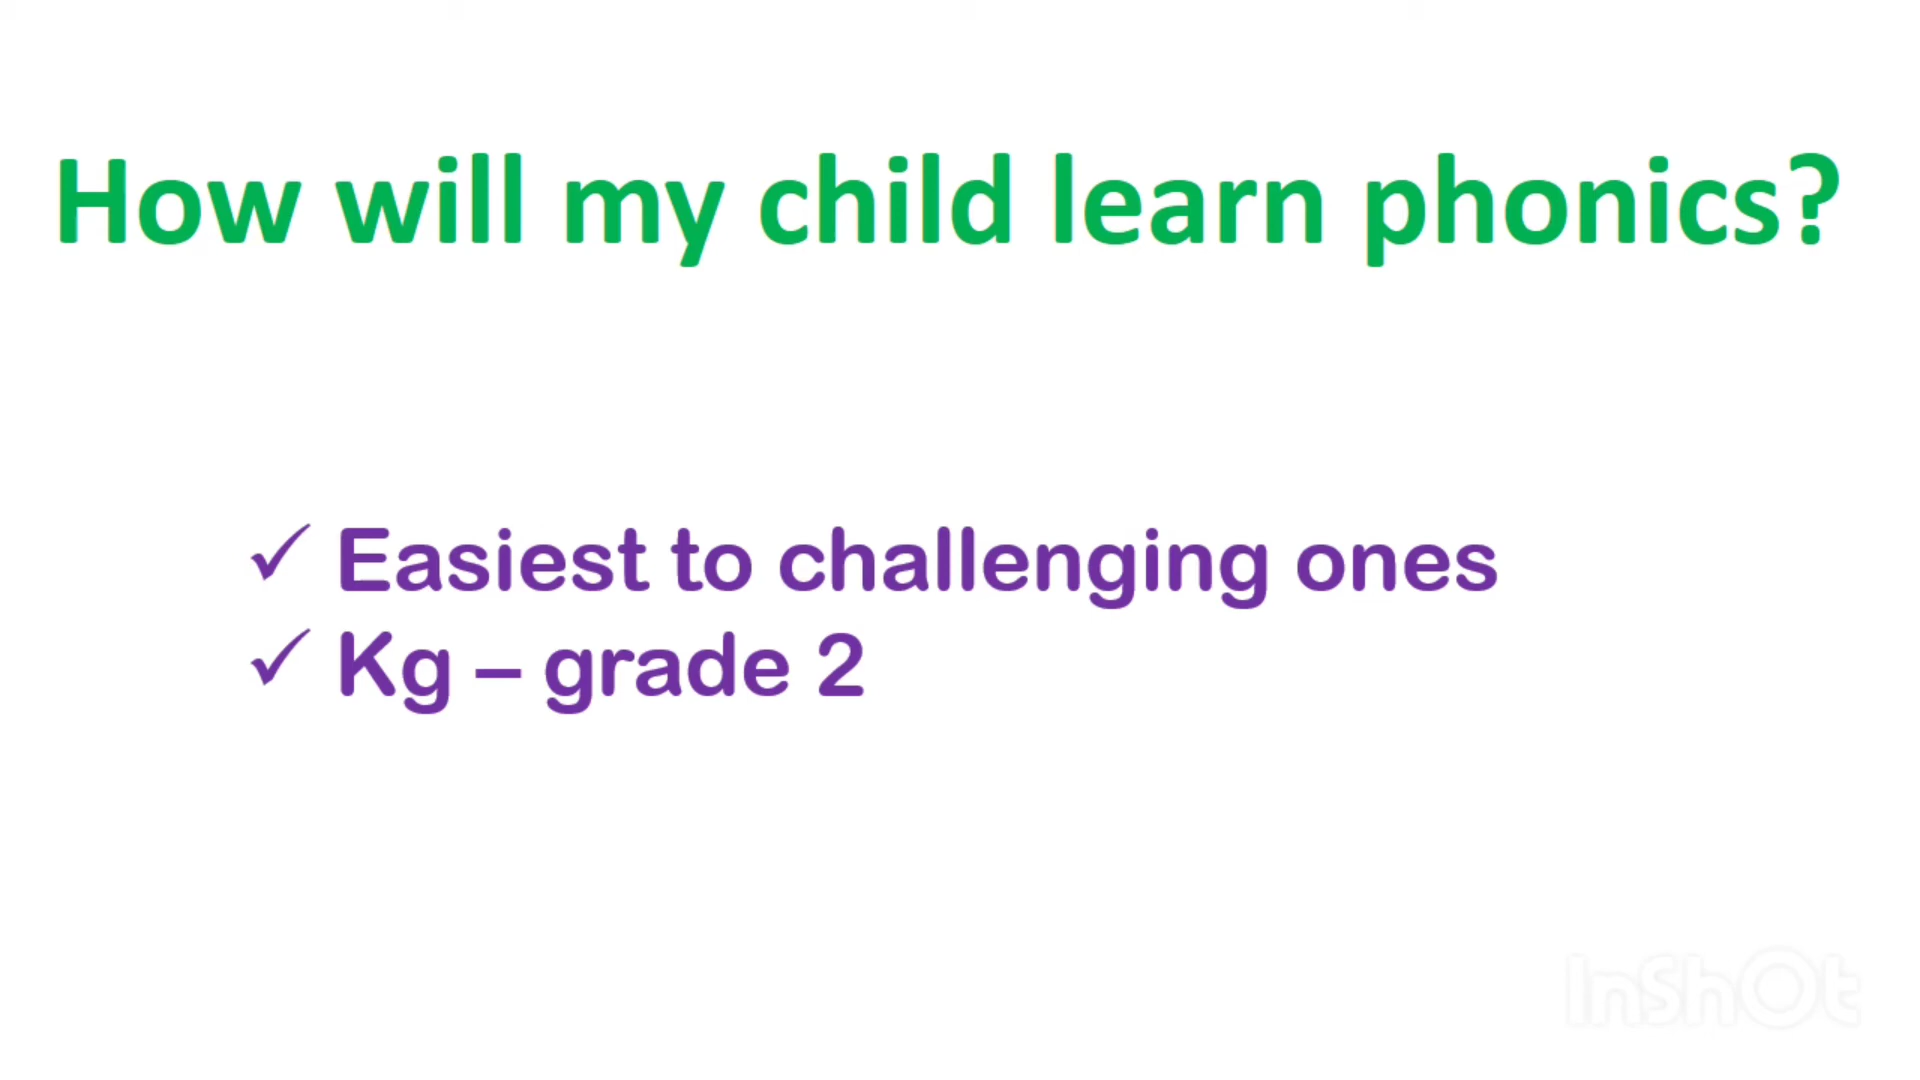 How will my child learn phonics?
✓ Easiest to challenging ones
✓ Kg – grade 2
InShOt